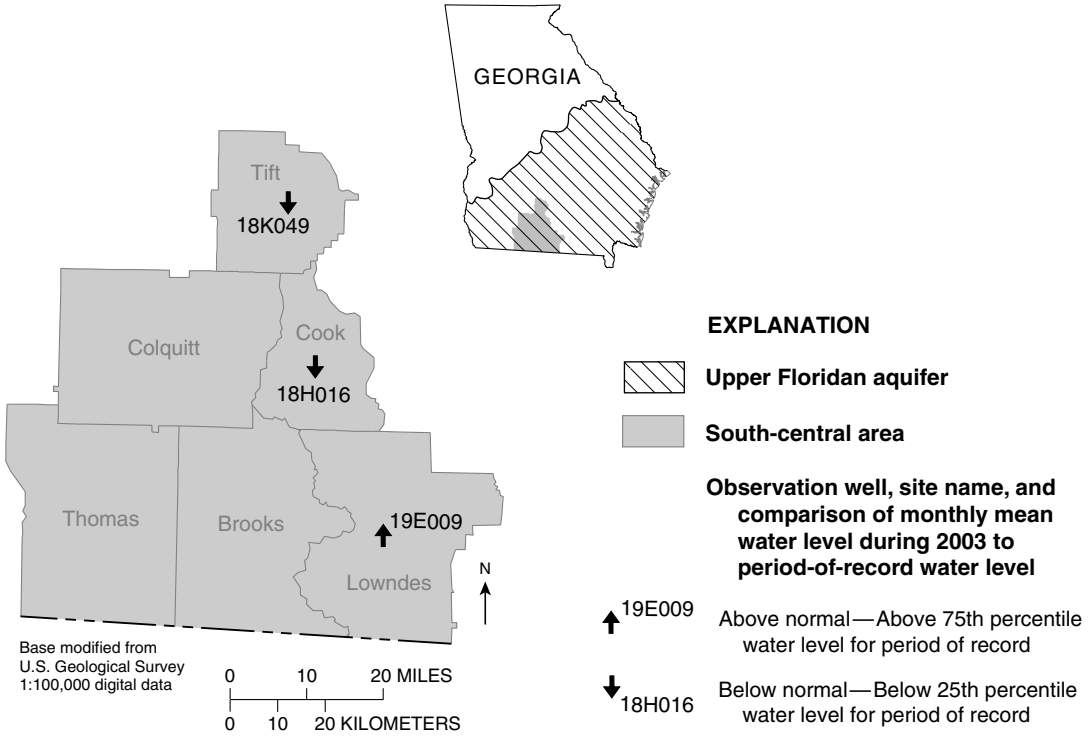 GEORGIA
Tift
18K049
Colquitt
Cook
18H016
Thomas
Brooks
19E009
Lowndes
N
Base modified from
U.S. Geological Survey
1:100,000 digital data
0 10 20 MILES
0 10 20 KILOMETERS
EXPLANATION
Upper Floridan aquifer
South-central area
Observation well, site name, and
comparison of monthly mean
water level during 2003 to
period-of-record water level
19E009 Above normal—Above 75th percentile
water level for period of record
18H016 Below normal—Below 25th percentile
water level for period of record